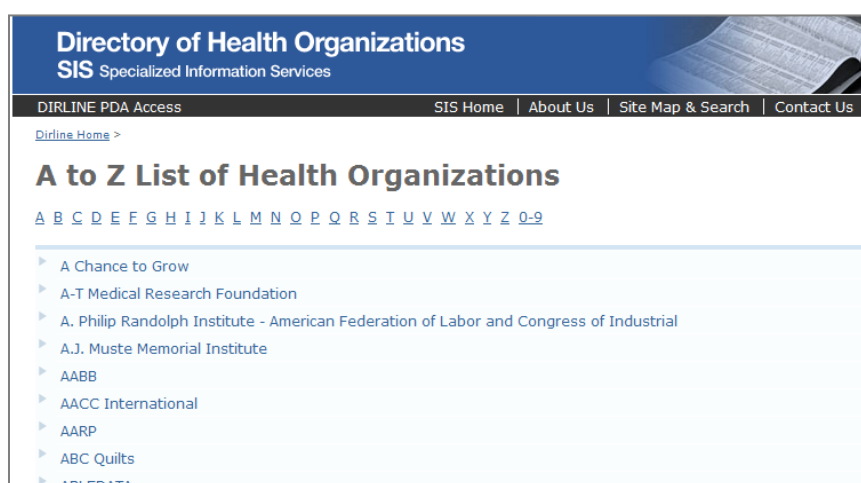 Directory of Health Organizations
SIS Specialized Information Services
DIRLINE PDA Access SIS Home | About Us | Site Map & Search | Contact Us
Dirline Home >
A to Z List of Health Organizations
A B C D E F G H I J K L M N O P Q R S T U V W X Y Z 0-9
A Chance to Grow
A-T Medical Research Foundation
A. Philip Randolph Institute - American Federation of Labor and Congress of Industrial
A.J. Muste Memorial Institute
AABB
AACC International
AARP
ABC Quilts